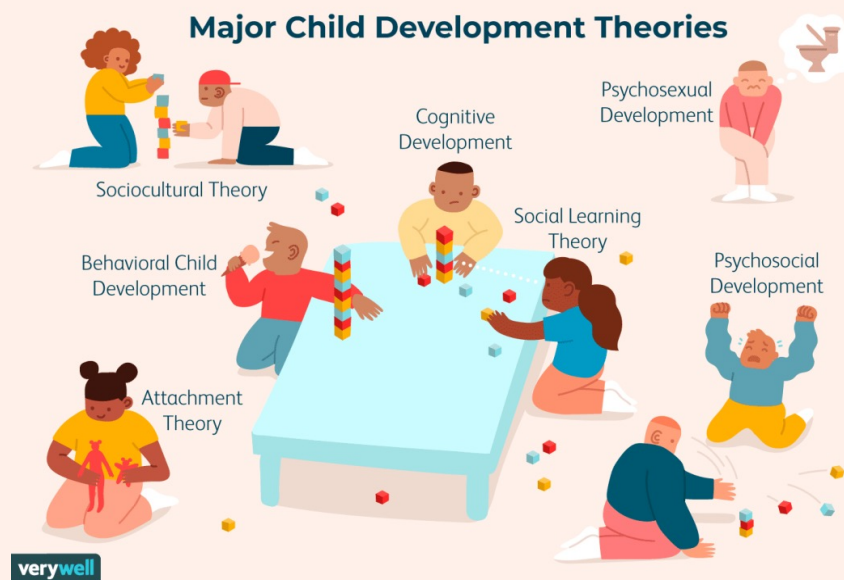 Major Child Development Theories
Sociocultural Theory
Cognitive
Development
Psychosexual
Development
Behavioral Child
Development
Social Learning
Theory
Psychosocial
Development
Attachment
Theory
verywell